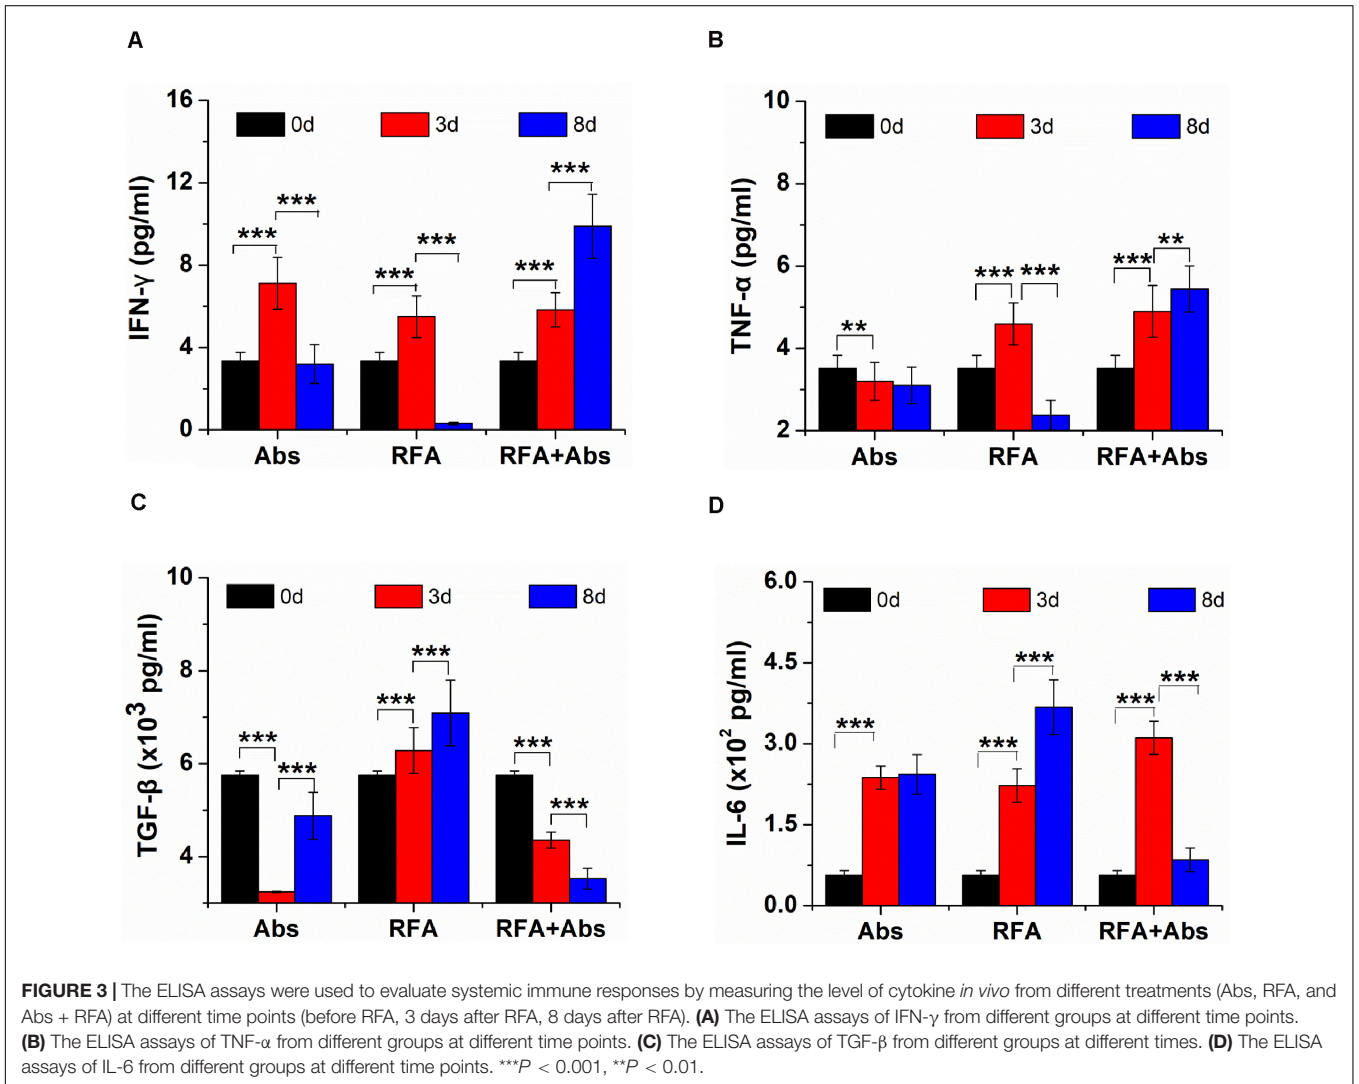 A
16
12
8
4
0
IFN-γ (pg/ml)
0d 3d 8d
*** *** *** *** *** ***
Abs RFA RFA+Abs
B
10
8
6
4
2
TNF-α (pg/ml)
0d 3d 8d
** *** *** *** **
Abs RFA RFA+Abs
C
10
8
6
4
TGF-β (x10³ pg/ml)
0d 3d 8d
*** *** *** *** *** ***
Abs RFA RFA+Abs
D
6.0
4.5
3.0
1.5
0.0
IL-6 (x10² pg/ml)
0d 3d 8d
*** *** *** *** ***
Abs RFA RFA+Abs
FIGURE 3 | The ELISA assays were used to evaluate systemic immune responses by measuring the level of cytokine in vivo from different treatments (Abs, RFA, and
Abs + RFA) at different time points (before RFA, 3 days after RFA, 8 days after RFA). (A) The ELISA assays of IFN-γ from different groups at different time points.
(B) The ELISA assays of TNF-α from different groups at different time points. (C) The ELISA assays of TGF-β from different groups at different times. (D) The ELISA
assays of IL-6 from different groups at different time points. ***P < 0.001, **P < 0.01.